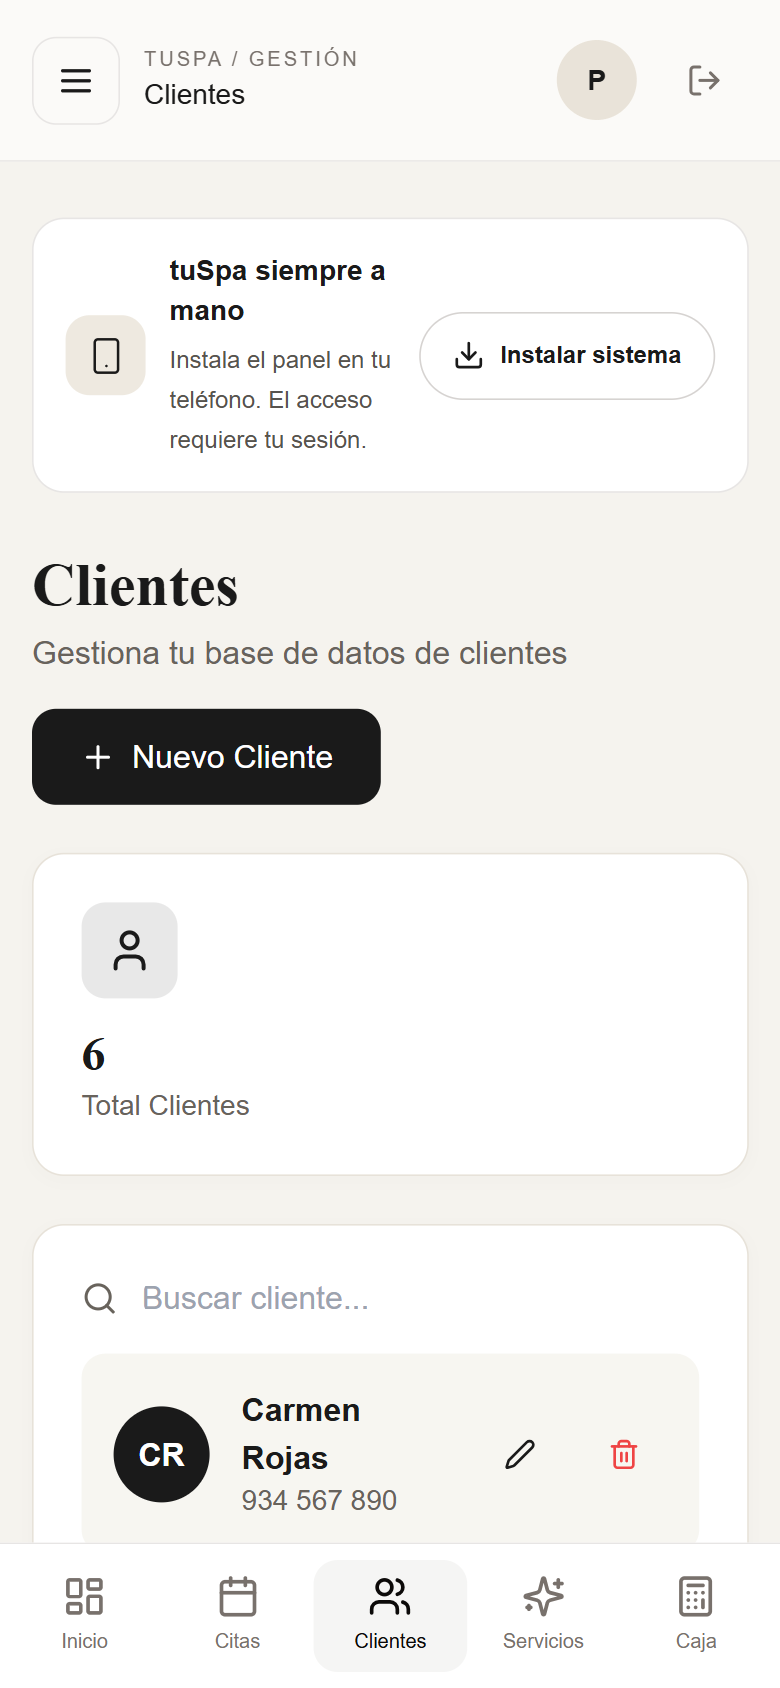 TUSPA / GESTIÓN
Clientes
P
tuSpa siempre a
mano
Instala el panel en tu
teléfono. El acceso
requiere tu sesión.
Instalar sistema
Clientes
Gestiona tu base de datos de clientes
Nuevo Cliente
6
Total Clientes
Buscar cliente...
CR
Carmen
Rojas
934 567 890
Inicio
Citas
Clientes
Servicios
Caja